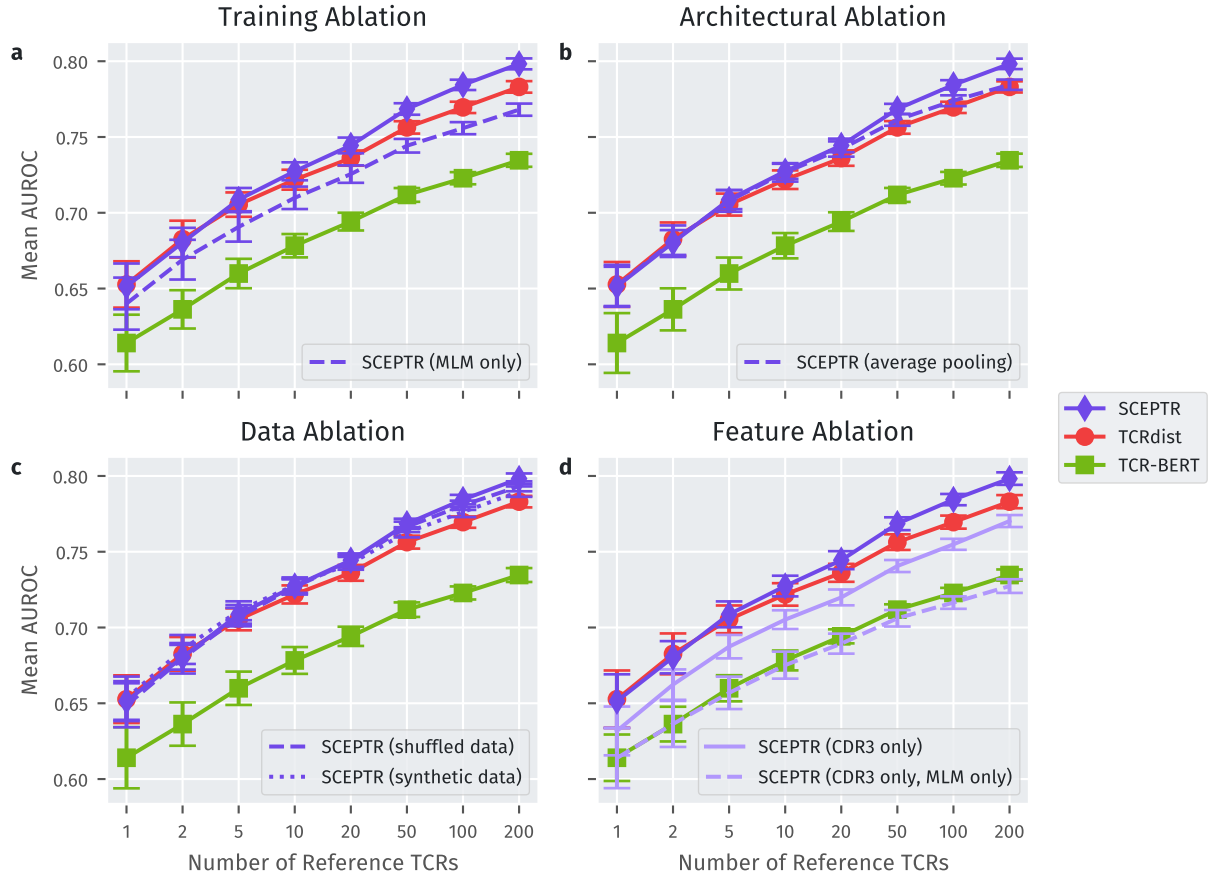 Training Ablation
Architectural Ablation
a
b
0.80
0.75
0.70
0.65
0.60
Mean AUROC
SCEPTR (MLM only)
SCEPTR (average pooling)
SCEPTR
TCRdist
TCR-BERT
Data Ablation
Feature Ablation
c
d
0.80
0.75
0.70
0.65
0.60
Mean AUROC
SCEPTR (shuffled data)
SCEPTR (synthetic data)
SCEPTR (CDR3 only)
SCEPTR (CDR3 only, MLM only)
1 2 5 10 20 50 100 200
1 2 5 10 20 50 100 200
Number of Reference TCRs
Number of Reference TCRs